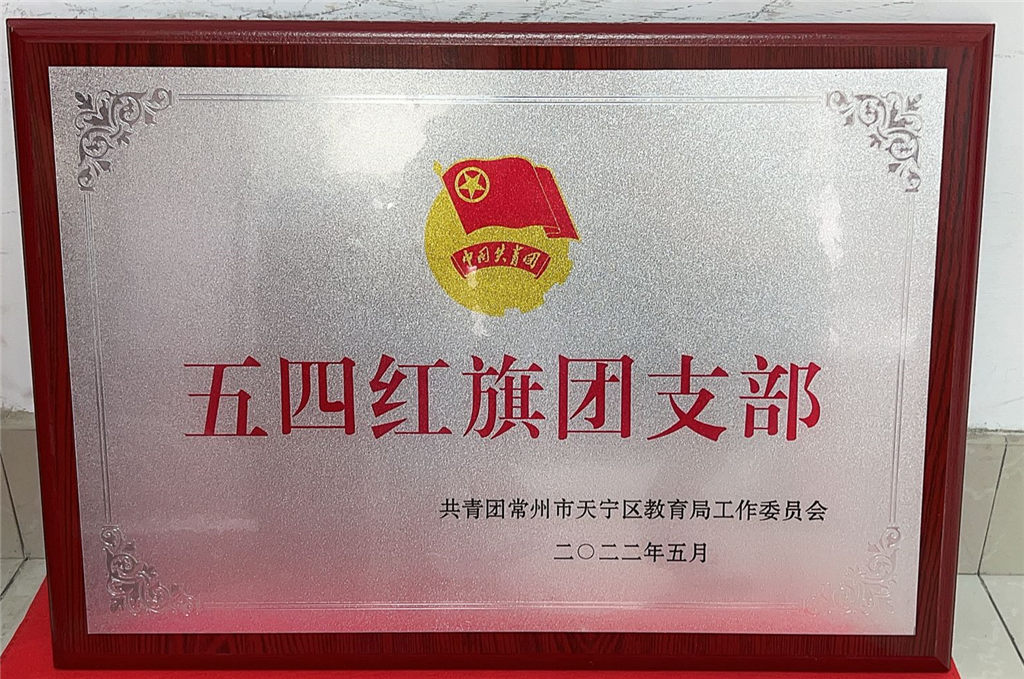 中国共青团
五四红旗团支部
共青团常州市天宁区教育局工作委员会
二〇二二年五月